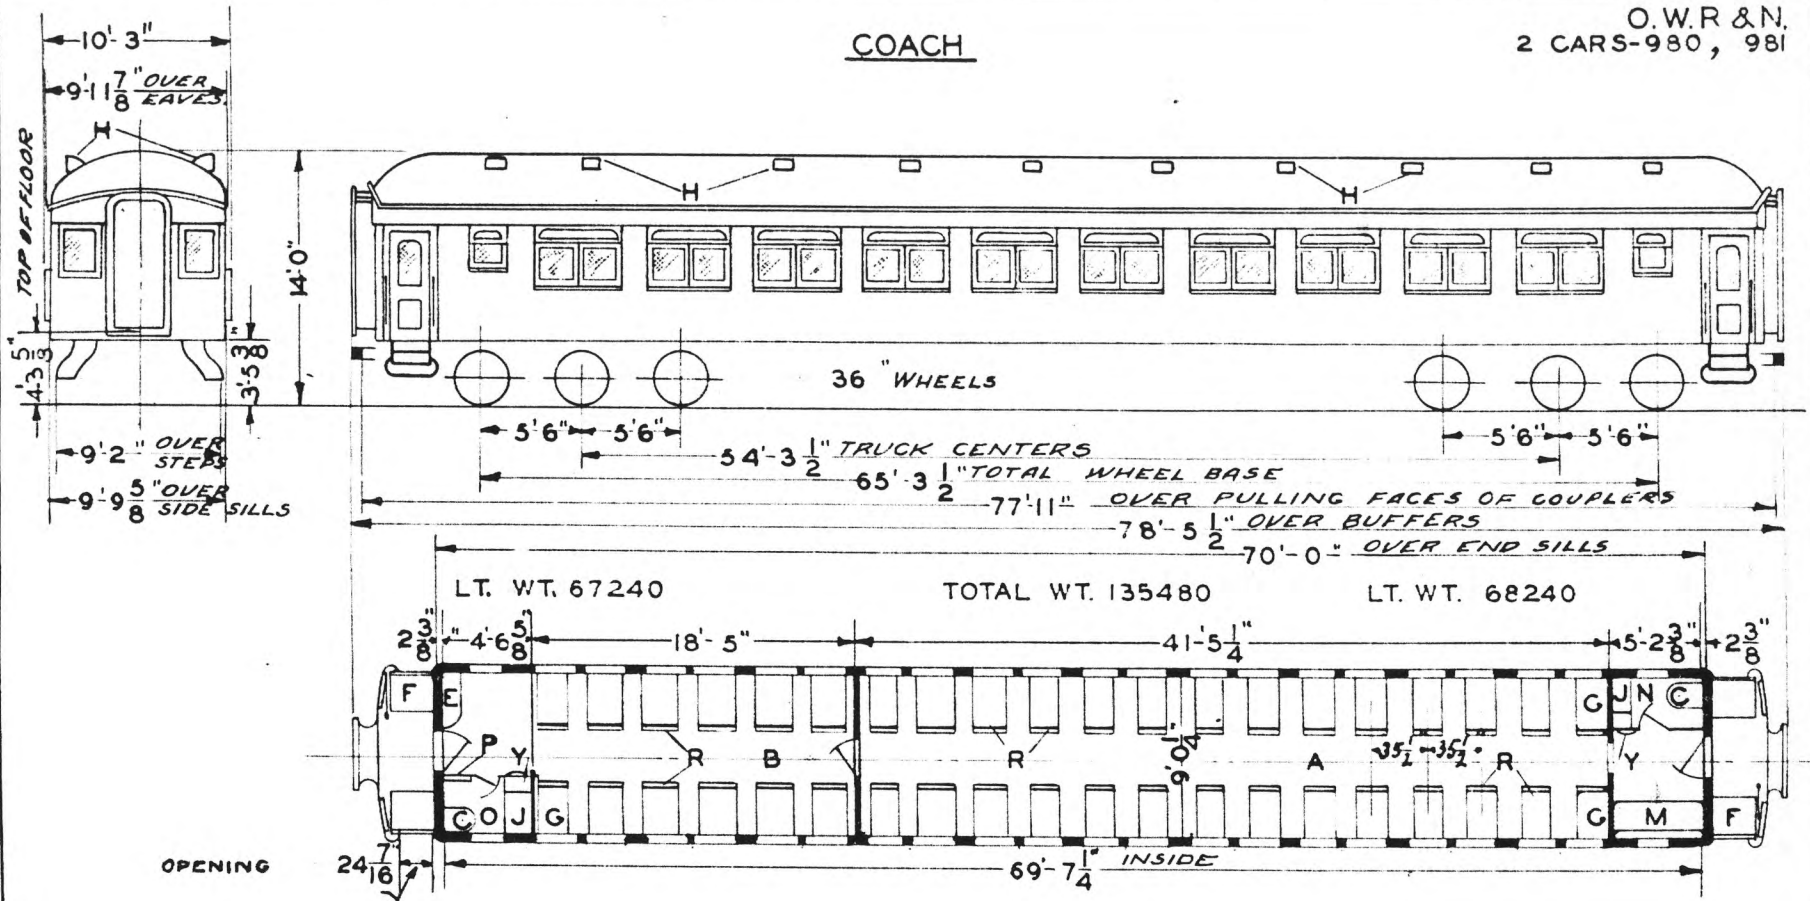 O.W.R & N.
2 CARS-980, 981
COACH
10'-3"
9'-11 7/8" OVER
EAVES.
H
TOP OF FLOOR
4'-3 5/8"
3'-5 3/8"
14'-0"
9'-2" OVER
STEPS
9'-9 5/8" OVER
SIDE SILLS
H
H
36" WHEELS
5'6" 5'6"
5'6" 5'6"
54'-3 1/2" TRUCK CENTERS
65'-3 1/2" TOTAL WHEEL BASE
77'-11" OVER PULLING FACES OF COUPLERS
78'-5 1/2" OVER BUFFERS
70'-0" OVER END SILLS
LT. WT. 67240 TOTAL WT. 135480 LT. WT. 68240
2 3/8" 4'-6 5/8" 18'-5" 41'-5 1/4" 5'-2 3/8" 2 3/8"
F E G J N C
P Y R B R 9'-0 1/4" A 35 1/2" 35 1/2" R Y
C O J G G M F
OPENING 24 7/16" 69'-7 1/4" INSIDE